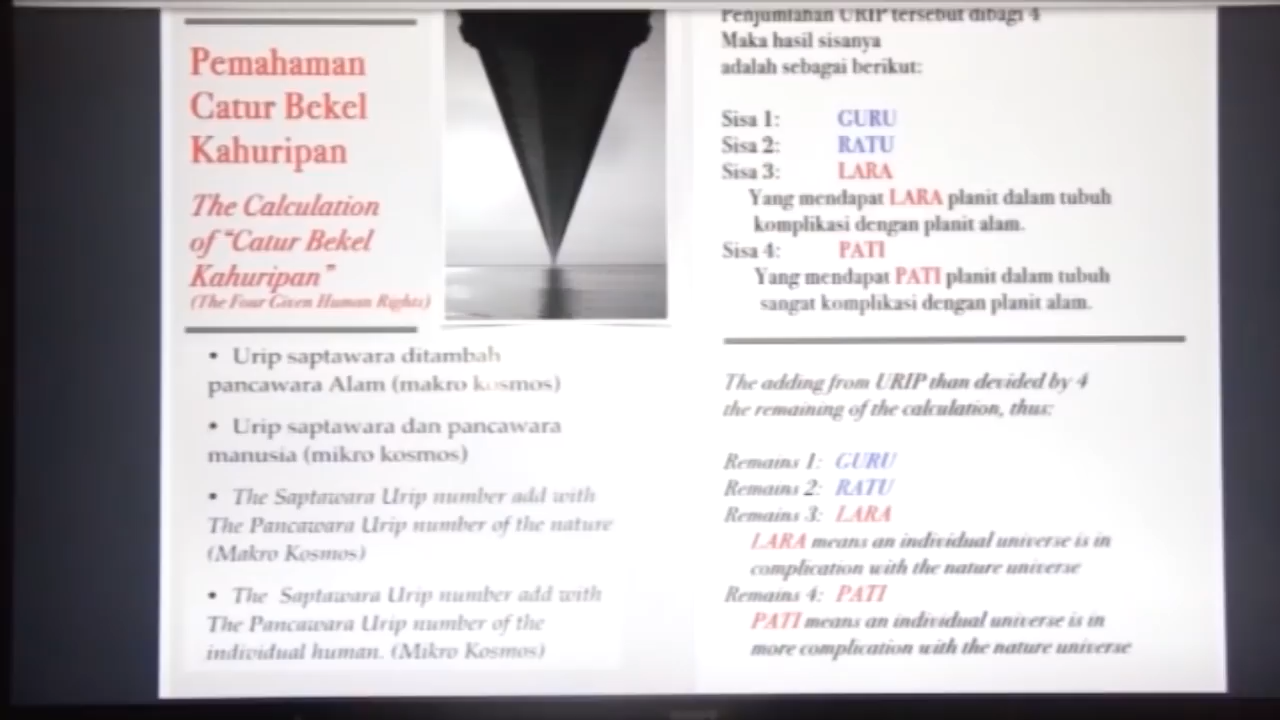 Pemahaman
Catur Bekel
Kahuripan
The Calculation
of “Catur Bekel
Kahuripan”
(The Four Given Human Rights)
• Urip saptawara ditambah
pancawara Alam (makro kosmos)
• Urip saptawara dan pancawara
manusia (mikro kosmos)
• The Saptawara Urip number add with
The Pancawara Urip number of the nature
(Makro Kosmos)
• The Saptawara Urip number add with
The Pancawara Urip number of the
individual human. (Mikro Kosmos)
Penjumlahan URIP tersebut dibagi 4
Maka hasil sisanya
adalah sebagai berikut:
Sisa 1: GURU
Sisa 2: RATU
Sisa 3: LARA
Yang mendapat LARA planit dalam tubuh
komplikasi dengan planit alam.
Sisa 4: PATI
Yang mendapat PATI planit dalam tubuh
sangat komplikasi dengan planit alam.
The adding from URIP than devided by 4
the remaining of the calculation, thus:
Remains 1: GURU
Remains 2: RATU
Remains 3: LARA
LARA means an individual universe is in
complication with the nature universe
Remains 4: PATI
PATI means an individual universe is in
more complication with the nature universe